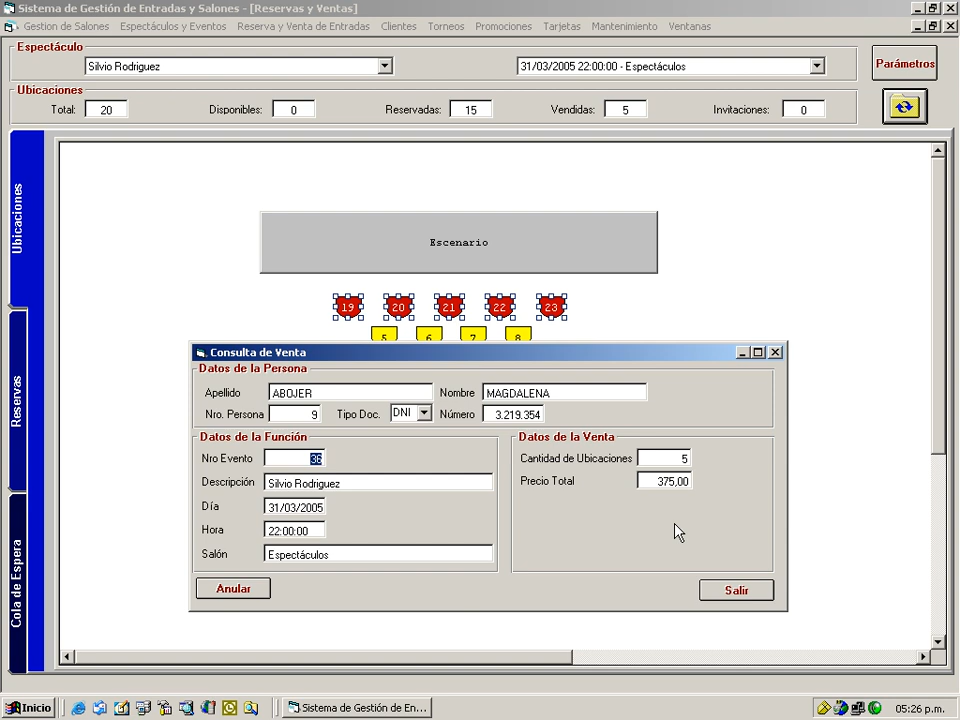 Sistema de Gestión de Entradas y Salones - [Reservas y Ventas]
Gestion de Salones Espectáculos y Eventos Reserva y Venta de Entradas Clientes Torneos Promociones Tarjetas Mantenimiento Ventanas
Espectáculo
Silvio Rodriguez 31/03/2005 22:00:00 - Espectáculos
Parámetros
Ubicaciones
Total: 20 Disponibles: 0 Reservadas: 15 Vendidas: 5 Invitaciones: 0
Ubicaciones
Reservas
Cola de Espera
Escenario
19 20 21 22 23
5 6 7 8
Consulta de Venta
Datos de la Persona
Apellido ABOJER Nombre MAGDALENA
Nro. Persona 9 Tipo Doc. DNI Número 3.219.354
Datos de la Función
Nro Evento 36
Descripción Silvio Rodriguez
Día 31/03/2005
Hora 22:00:00
Salón Espectáculos
Datos de la Venta
Cantidad de Ubicaciones 5
Precio Total 375,00
Anular Salir
Inicio Sistema de Gestión de En... 05:26 p.m.